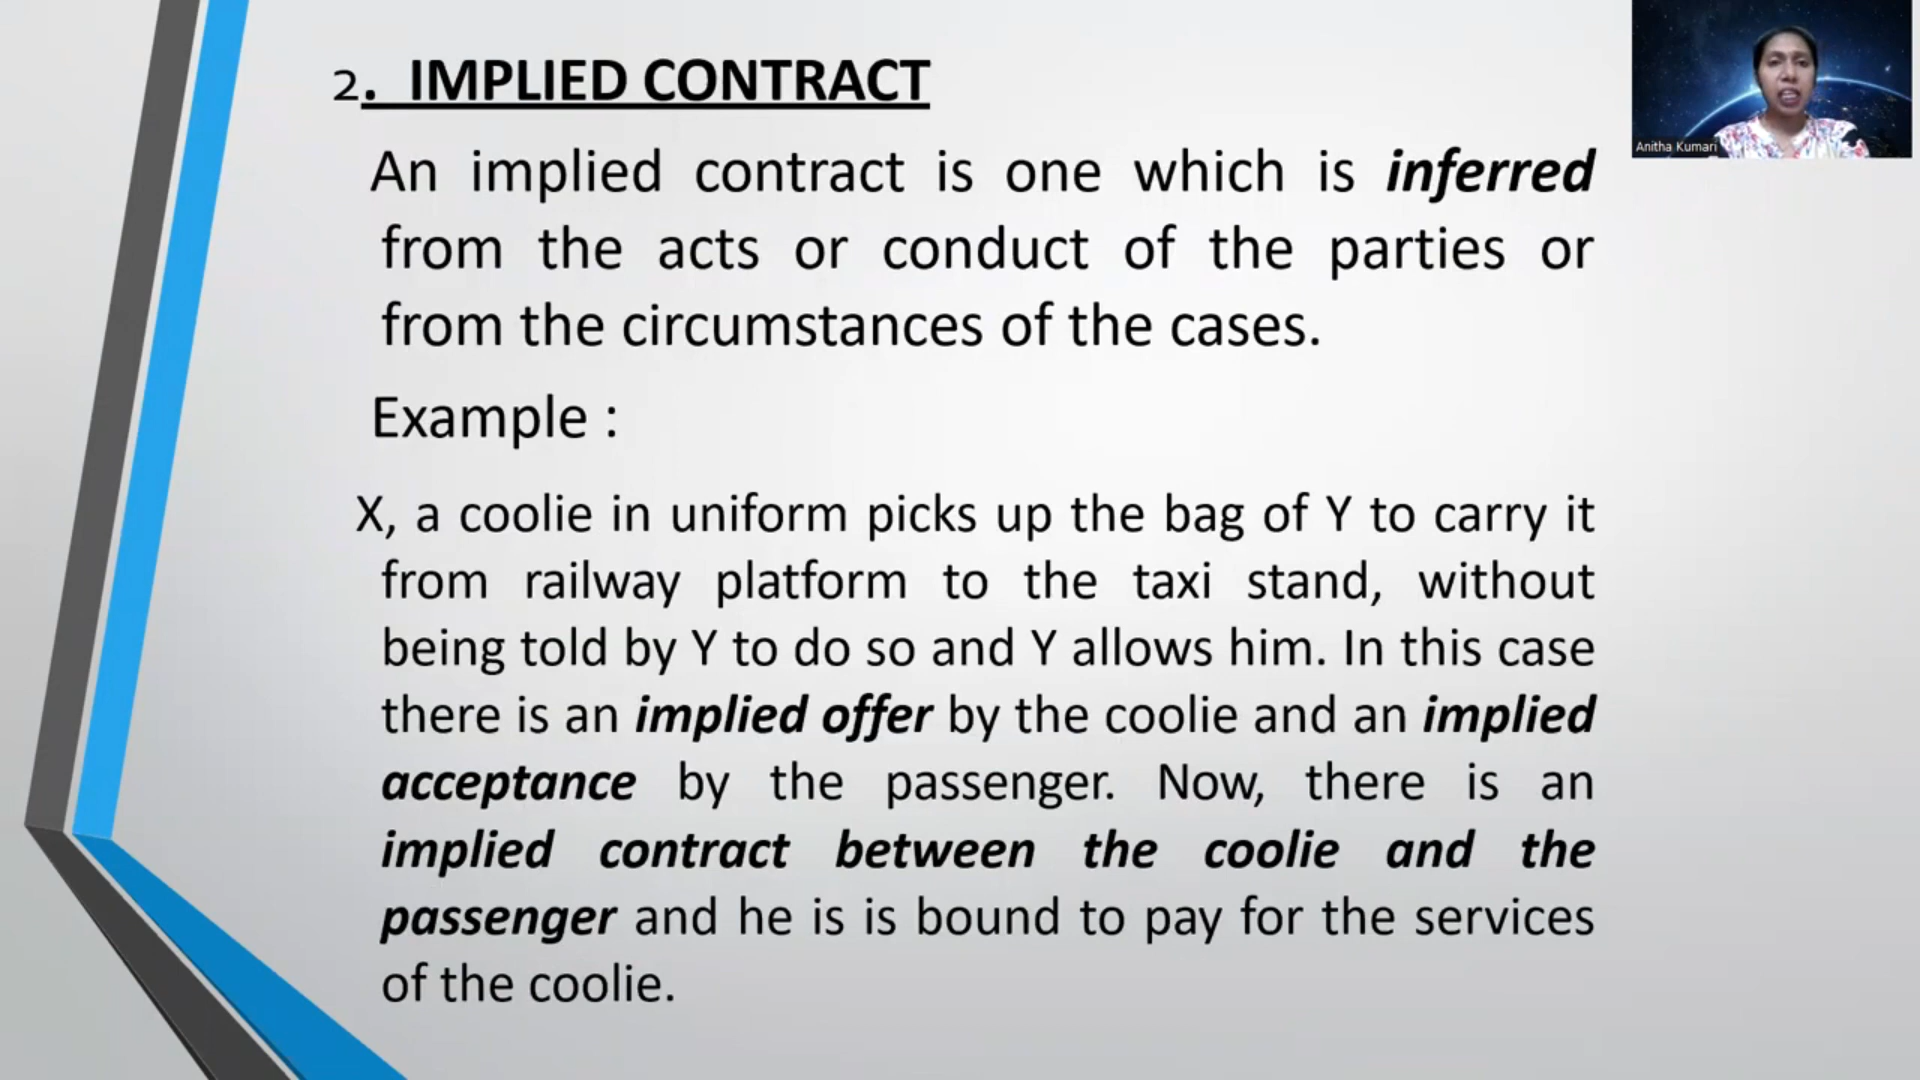 2. IMPLIED CONTRACT
An implied contract is one which is inferred
from the acts or conduct of the parties or
from the circumstances of the cases.
Example :
X, a coolie in uniform picks up the bag of Y to carry it
from railway platform to the taxi stand, without
being told by Y to do so and Y allows him. In this case
there is an implied offer by the coolie and an implied
acceptance by the passenger. Now, there is an
implied contract between the coolie and the
passenger and he is is bound to pay for the services
of the coolie.
Anitha Kumari